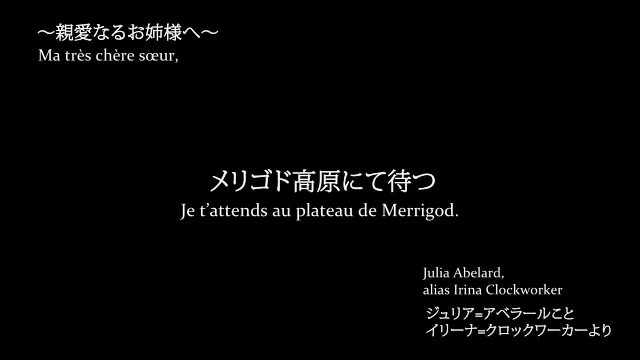 ～親愛なるお姉様へ～
Ma très chère sœur,
メリゴド高原にて待つ
Je t’attends au plateau de Merrigod.
Julia Abelard,
alias Irina Clockworker
ジュリア=アベラールこと
イリーナ=クロックワーカーより